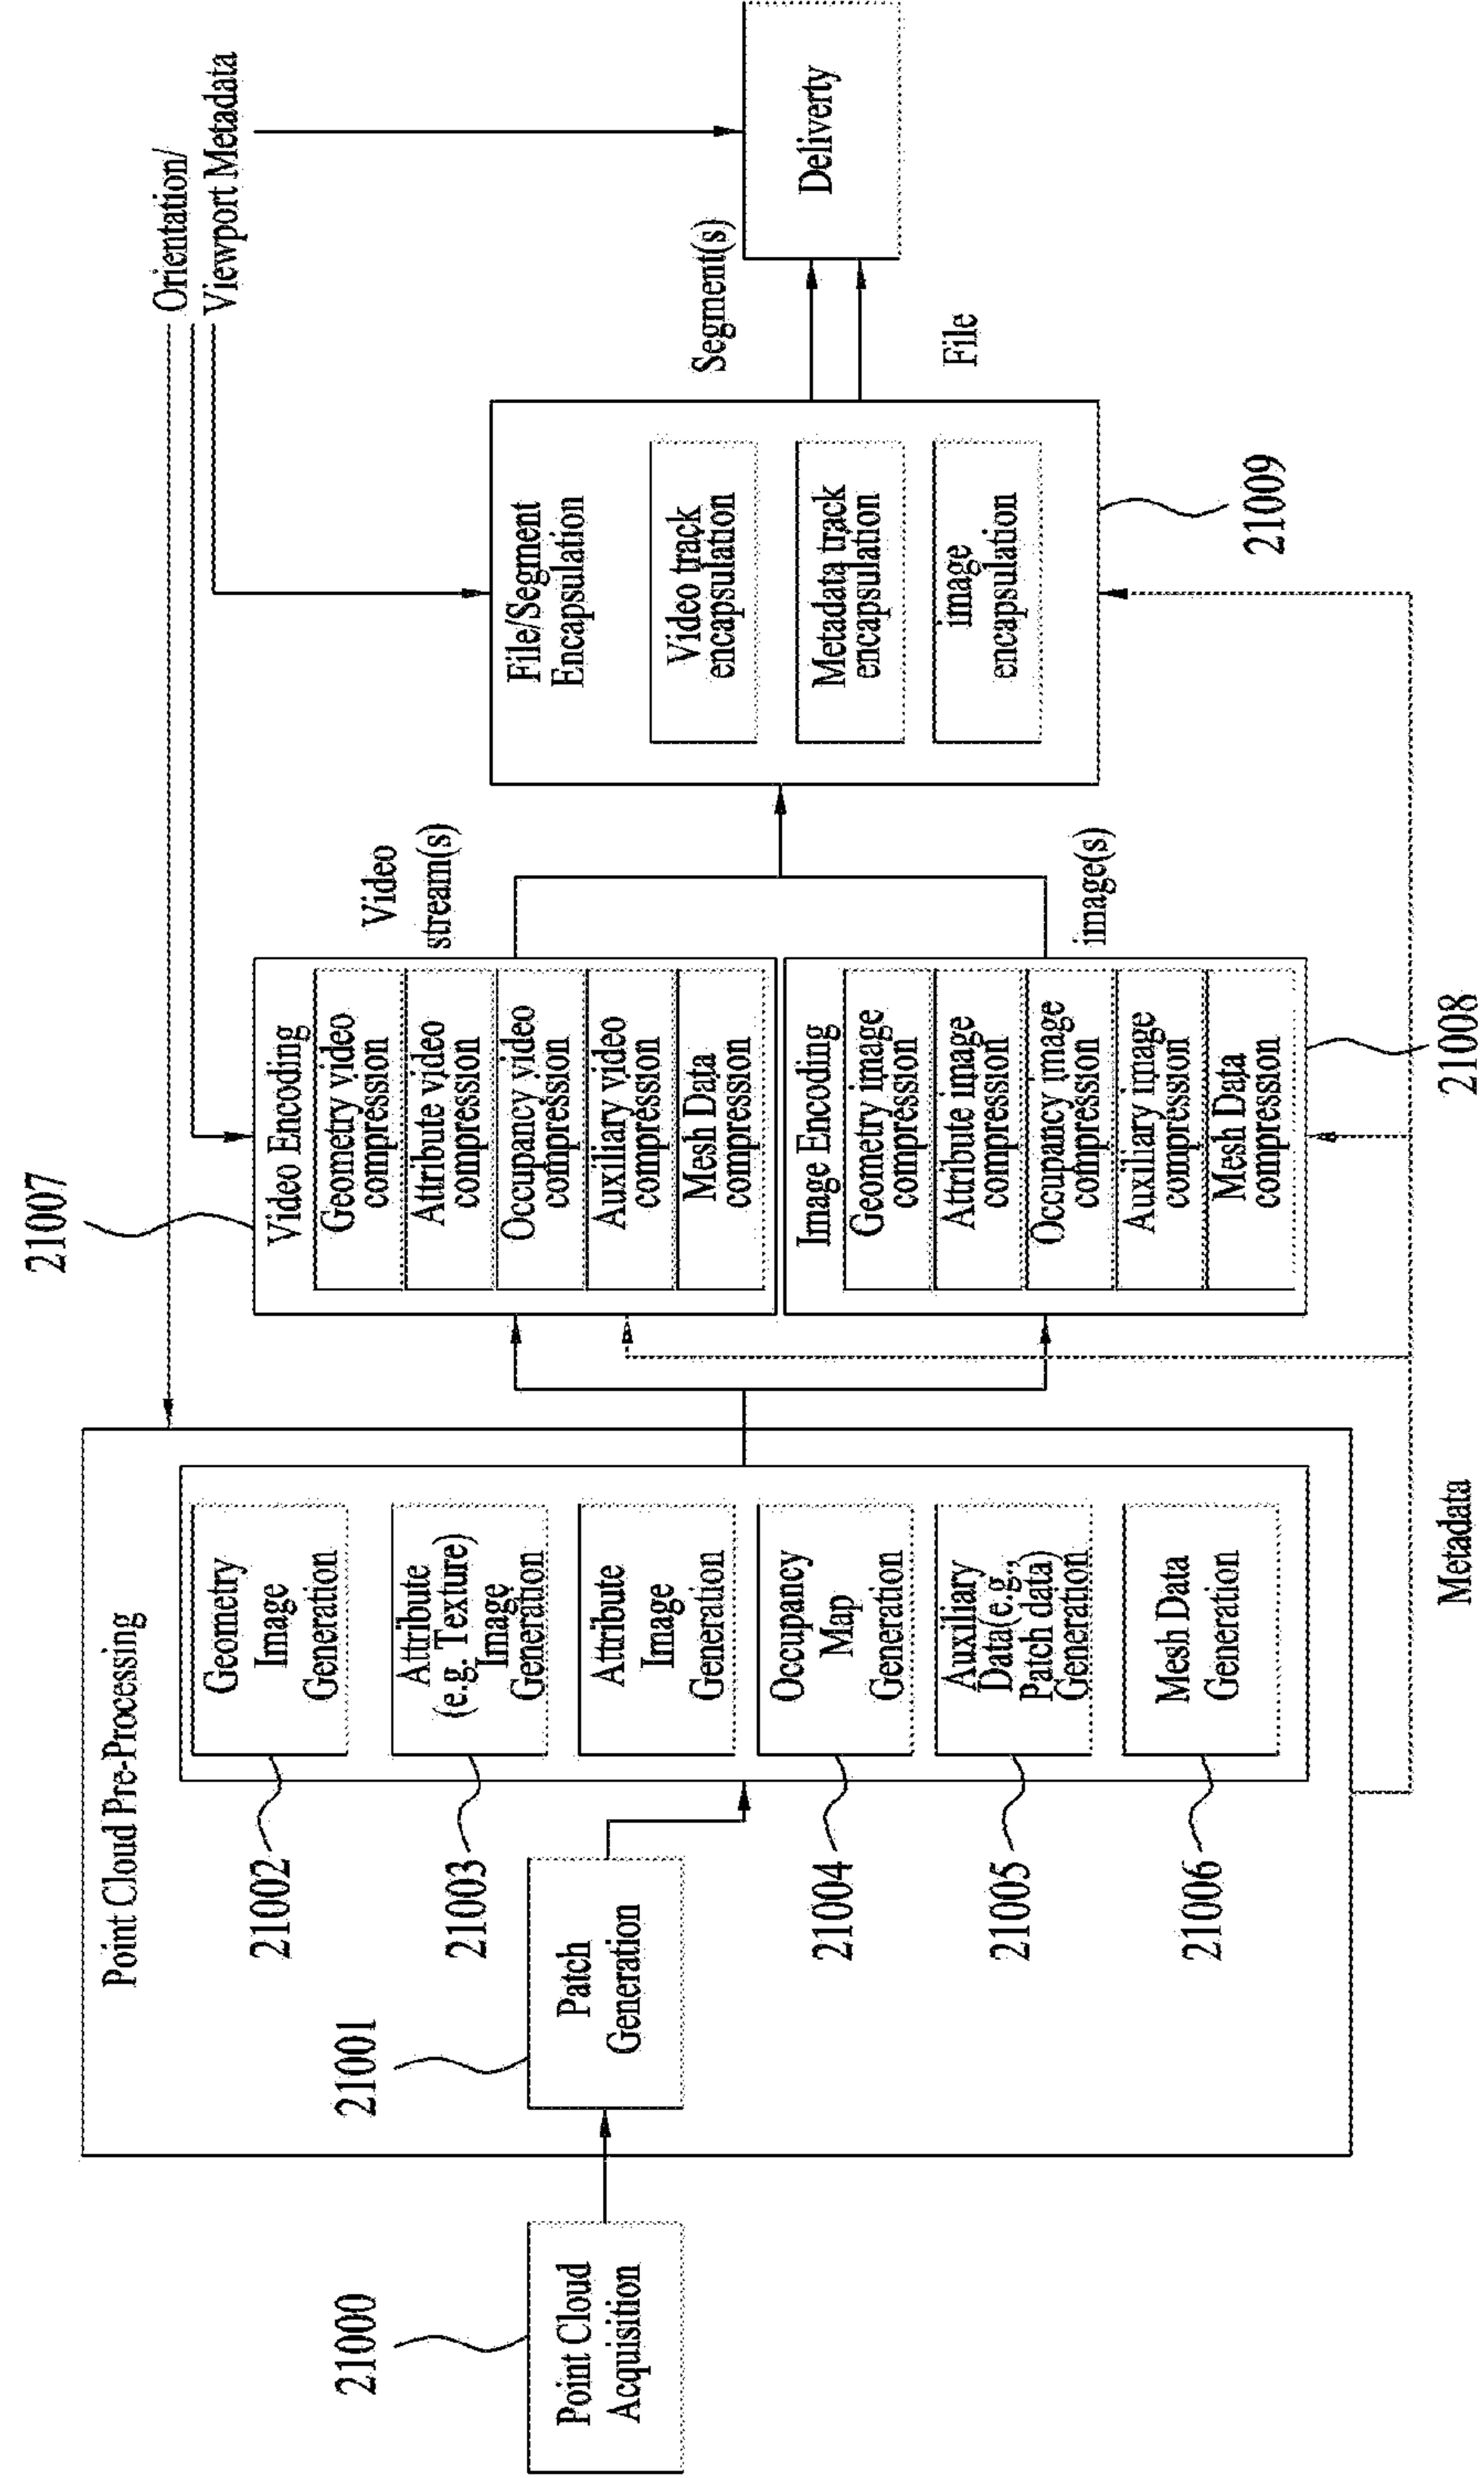 Orientation/
Viewport Metadata
21007
Point Cloud Pre-Processing
21000
Point Cloud
Acquisition
21001
Patch
Generation
21002
Geometry
Image
Generation
21003
Attribute
(e.g. Texture)
Image
Generation
Attribute
Image
Generation
21004
Occupancy
Map
Generation
21005
Auxiliary
Data(e.g.,
Patch data)
Generation
21006
Mesh Data
Generation
Video Encoding
Geometry video
compression
Attribute video
compression
Occupancy video
compression
Auxiliary video
compression
Mesh Data
compression
Image Encoding
Geometry image
compression
Attribute image
compression
Occupancy image
compression
Auxiliary image
compression
Mesh Data
compression
21008
Video
stream(s)
image(s)
File/Segment
Encapsulation
Video track
encapsulation
Metadata track
encapsulation
image
encapsulation
21009
Segment(s)
File
Deliverty
Metadata